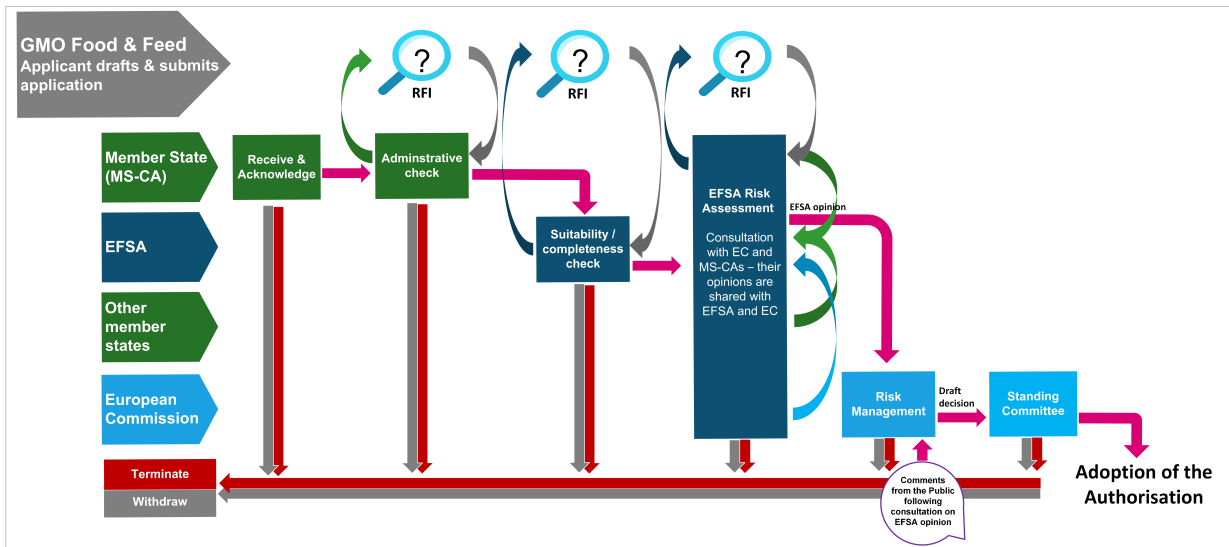 GMO Food & Feed
Applicant drafts & submits
application
?
RFI
?
RFI
?
RFI
Member State
(MS-CA)
Receive &
Acknowledge
Adminstrative
check
EFSA
Suitability /
completeness
check
EFSA Risk
Assessment
Consultation
with EC and
MS-CAs – their
opinions are
shared with
EFSA and EC
EFSA opinion
Other
member
states
European
Commission
Risk
Management
Draft
decision
Standing
Committee
Terminate
Withdraw
Comments
from the Public
following
consultation on
EFSA opinion
Adoption of the
Authorisation